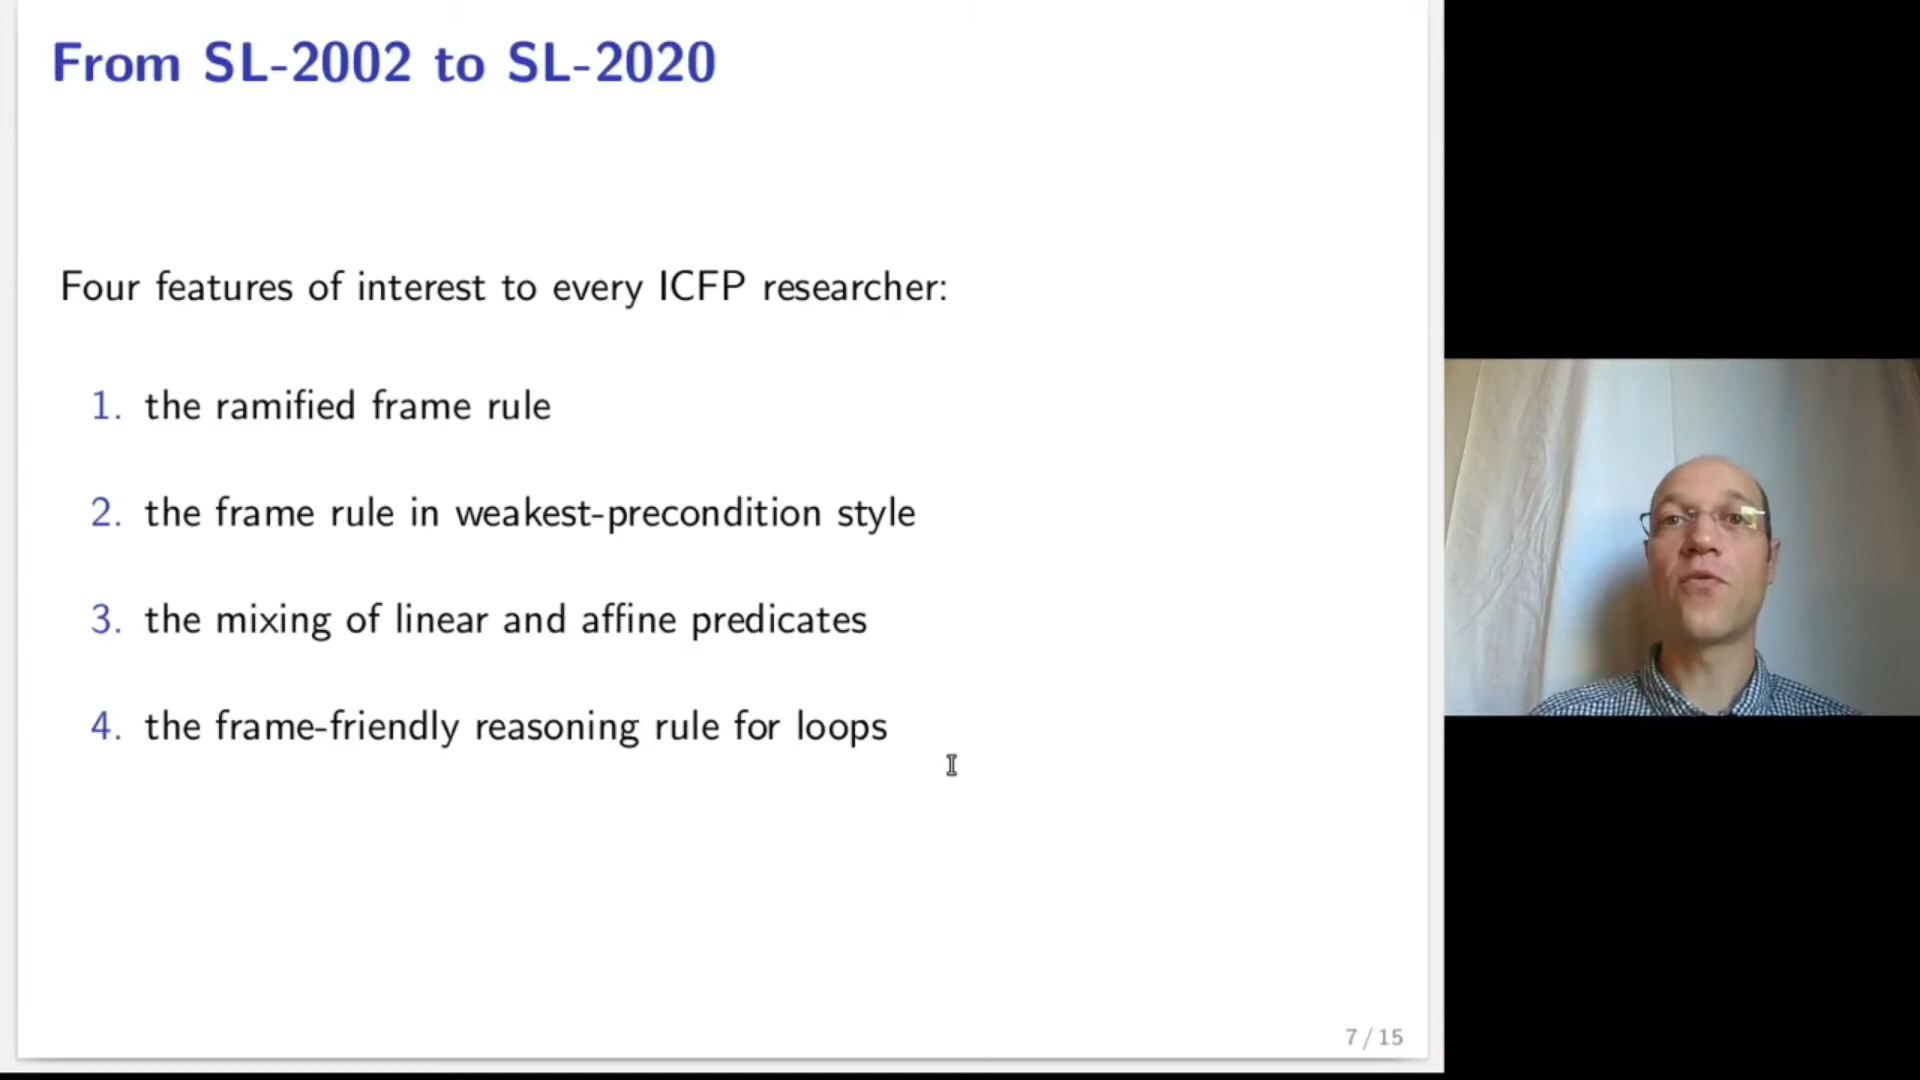 From SL-2002 to SL-2020
Four features of interest to every ICFP researcher:
1. the ramified frame rule
2. the frame rule in weakest-precondition style
3. the mixing of linear and affine predicates
4. the frame-friendly reasoning rule for loops
7 / 15